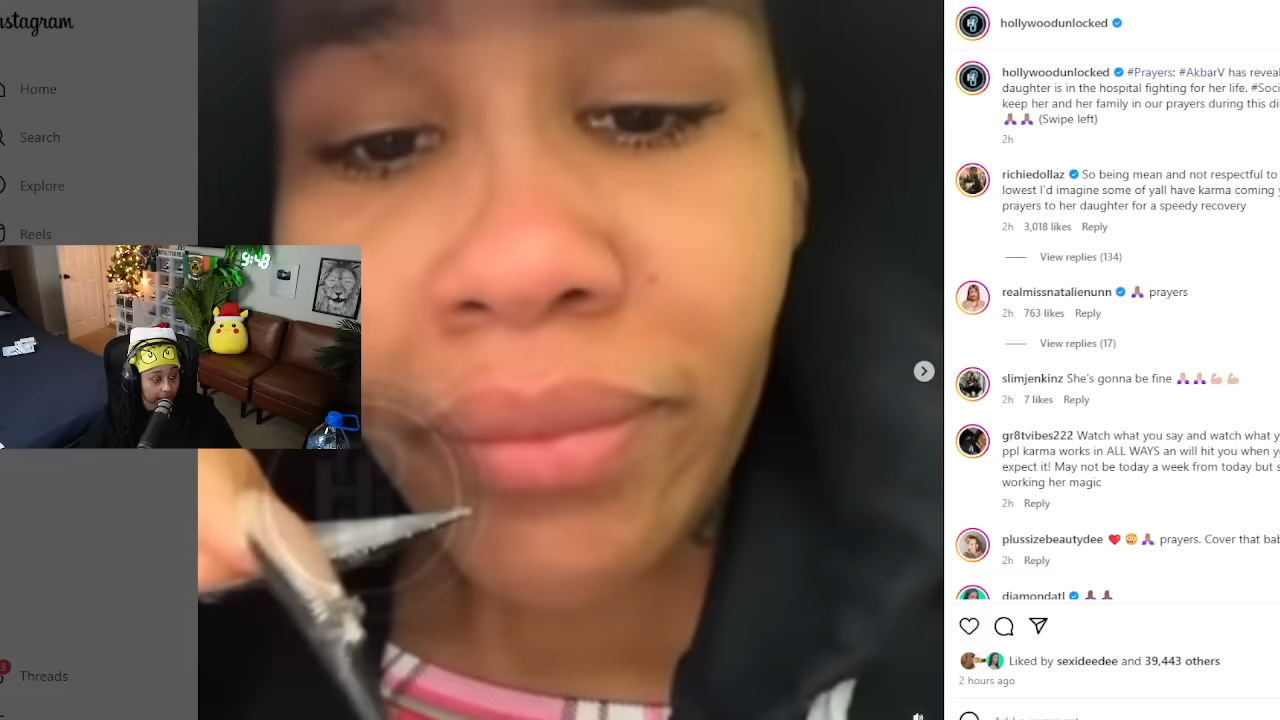 nstagram
Home
Search
Explore
Reels
9:48
3
Threads
H
hollywoodunlocked
hollywoodunlocked #Prayers: #AkbarV has reveal
daughter is in the hospital fighting for her life. #Soci
keep her and her family in our prayers during this di
🙏🏽 🙏🏽 (Swipe left)
2h
richiedollaz So being mean and not respectful to
lowest I'd imagine some of yall have karma coming y
prayers to her daughter for a speedy recovery
2h 3,018 likes Reply
View replies (134)
realmissnatalienunn 🙏🏽 prayers
2h 763 likes Reply
View replies (17)
slimjenkinz She's gonna be fine 🙏🏼 🙏🏼 💪🏼 💪🏼
2h 7 likes Reply
gr8tvibes222 Watch what you say and watch what y
ppl karma works in ALL WAYS an will hit you when y
expect it! May not be today a week from today but s
working her magic
2h Reply
plussizebeautydee ❤️ 😳 🙏🏽 prayers. Cover that bab
2h Reply
diamondatl 🙏🏾 🙏🏾
Liked by sexideedee and 39,443 others
2 hours ago
Add a comment